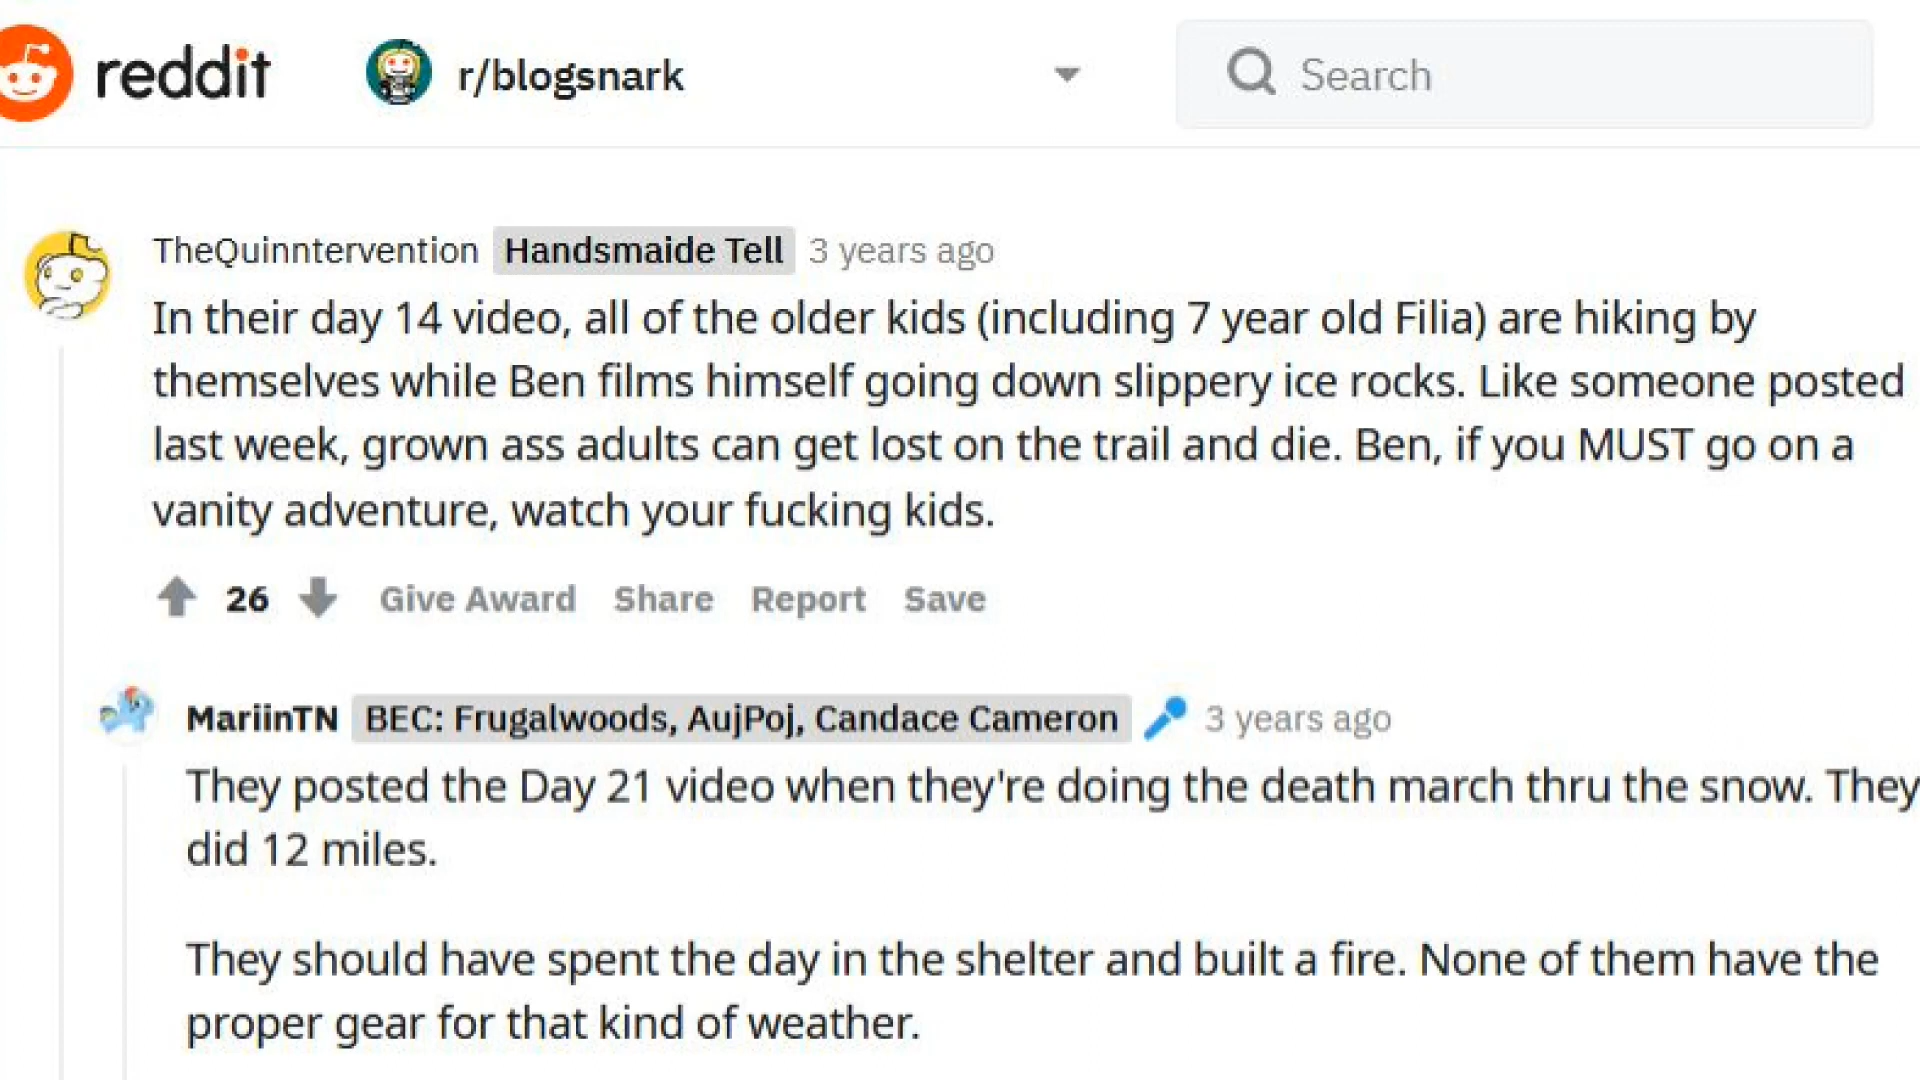 reddit
r/blogsnark
Search
TheQuinntervention Handsmaide Tell 3 years ago
In their day 14 video, all of the older kids (including 7 year old Filia) are hiking by
themselves while Ben films himself going down slippery ice rocks. Like someone posted
last week, grown ass adults can get lost on the trail and die. Ben, if you MUST go on a
vanity adventure, watch your fucking kids.
26 Give Award Share Report Save
MariinTN BEC: Frugalwoods, AujPoj, Candace Cameron 3 years ago
They posted the Day 21 video when they're doing the death march thru the snow. They
did 12 miles.
They should have spent the day in the shelter and built a fire. None of them have the
proper gear for that kind of weather.